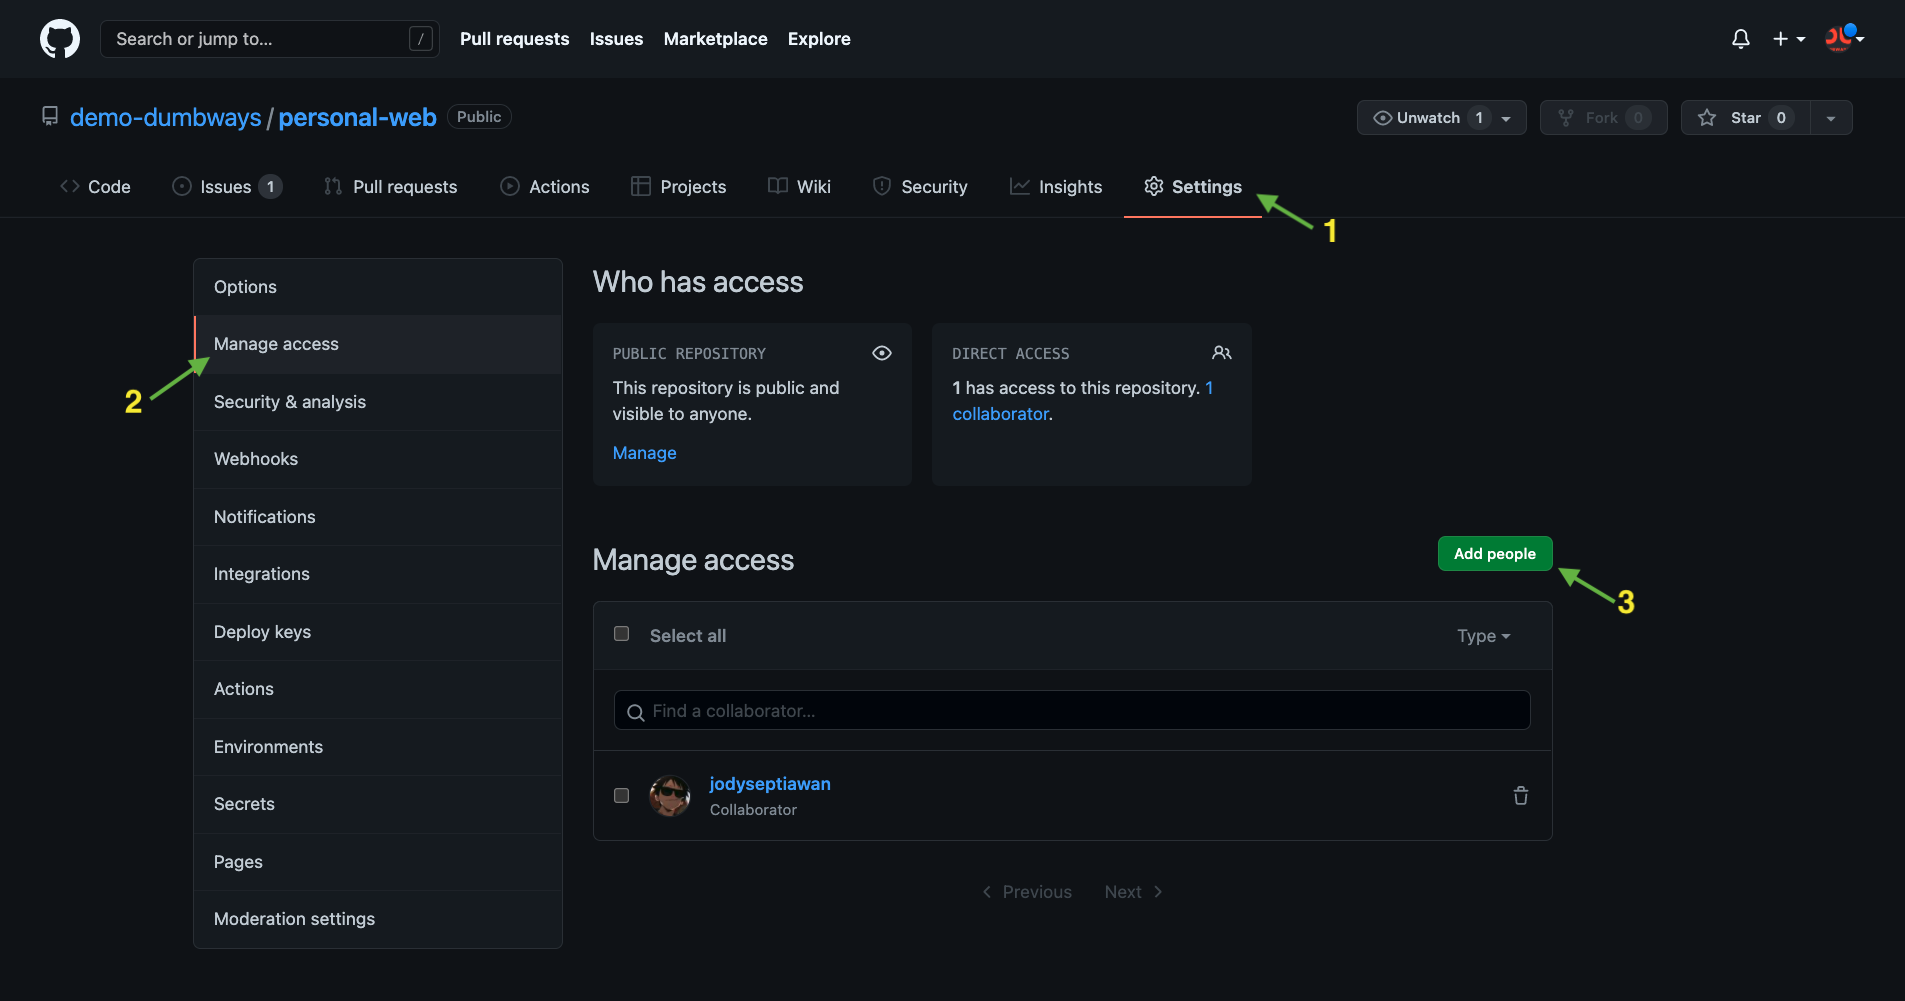 Search or jump to... /
Pull requests Issues Marketplace Explore
demo-dumbways / personal-web Public
Unwatch 1 Fork 0 Star 0
Code Issues 1 Pull requests Actions Projects Wiki Security Insights Settings
1
Options
Manage access
2
Security & analysis
Webhooks
Notifications
Integrations
Deploy keys
Actions
Environments
Secrets
Pages
Moderation settings
Who has access
PUBLIC REPOSITORY
This repository is public and
visible to anyone.
Manage
DIRECT ACCESS
1 has access to this repository. 1
collaborator.
Manage access
Add people
3
Select all Type
Find a collaborator...
jodyseptiawan
Collaborator
Previous Next